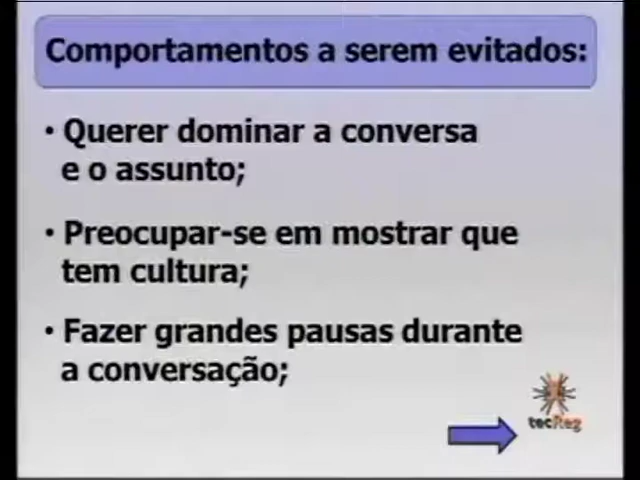 Comportamentos a serem evitados:
• Querer dominar a conversa
e o assunto;
• Preocupar-se em mostrar que
tem cultura;
• Fazer grandes pausas durante
a conversação;
tecReg